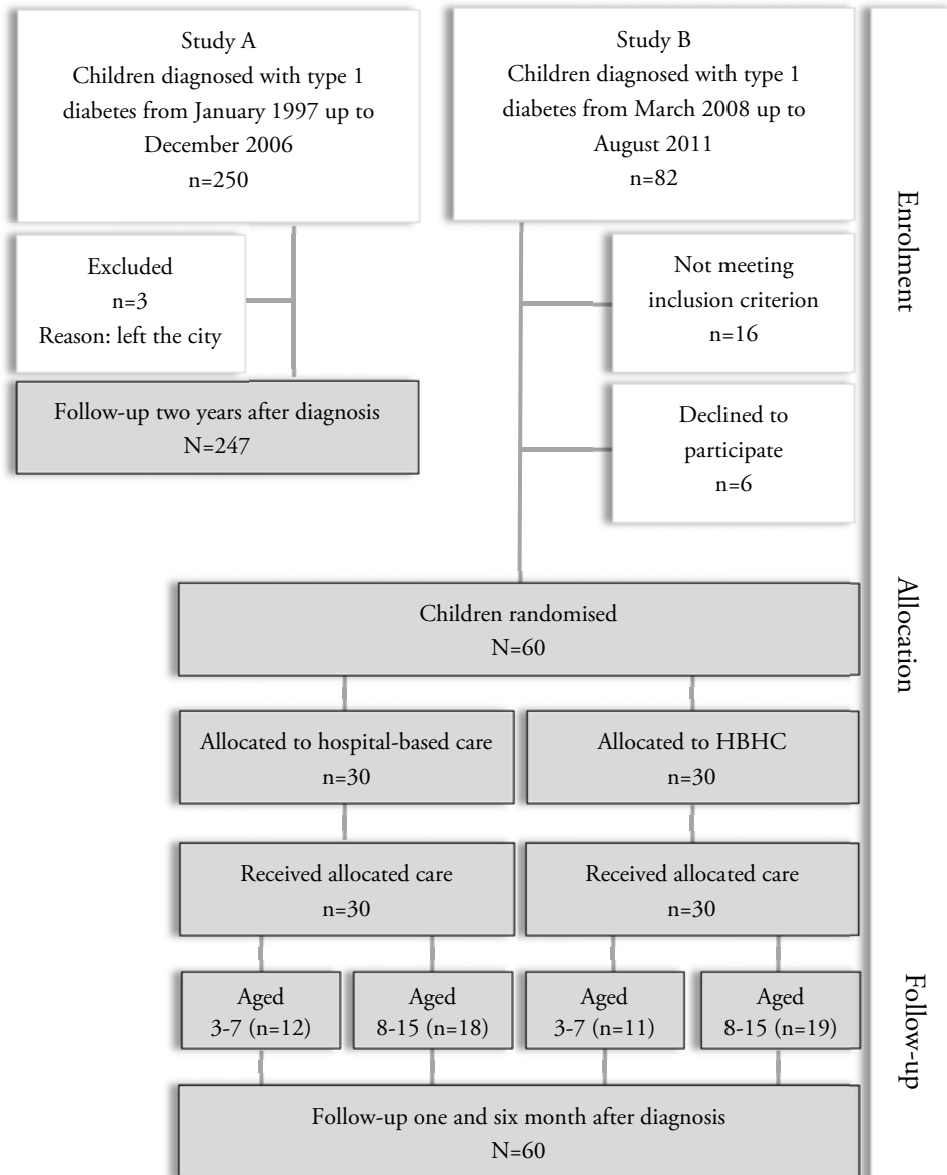 Study A
Children diagnosed with type 1
diabetes from January 1997 up to
December 2006
n=250
Study B
Children diagnosed with type 1
diabetes from March 2008 up to
August 2011
n=82
Enrolment
Excluded
n=3
Reason: left the city
Not meeting
inclusion criterion
n=16
Follow-up two years after diagnosis
N=247
Declined to
participate
n=6
Allocation
Children randomised
N=60
Allocated to hospital-based care
n=30
Allocated to HBHC
n=30
Received allocated care
n=30
Received allocated care
n=30
Follow-up
Aged
3-7 (n=12)
Aged
8-15 (n=18)
Aged
3-7 (n=11)
Aged
8-15 (n=19)
Follow-up one and six month after diagnosis
N=60